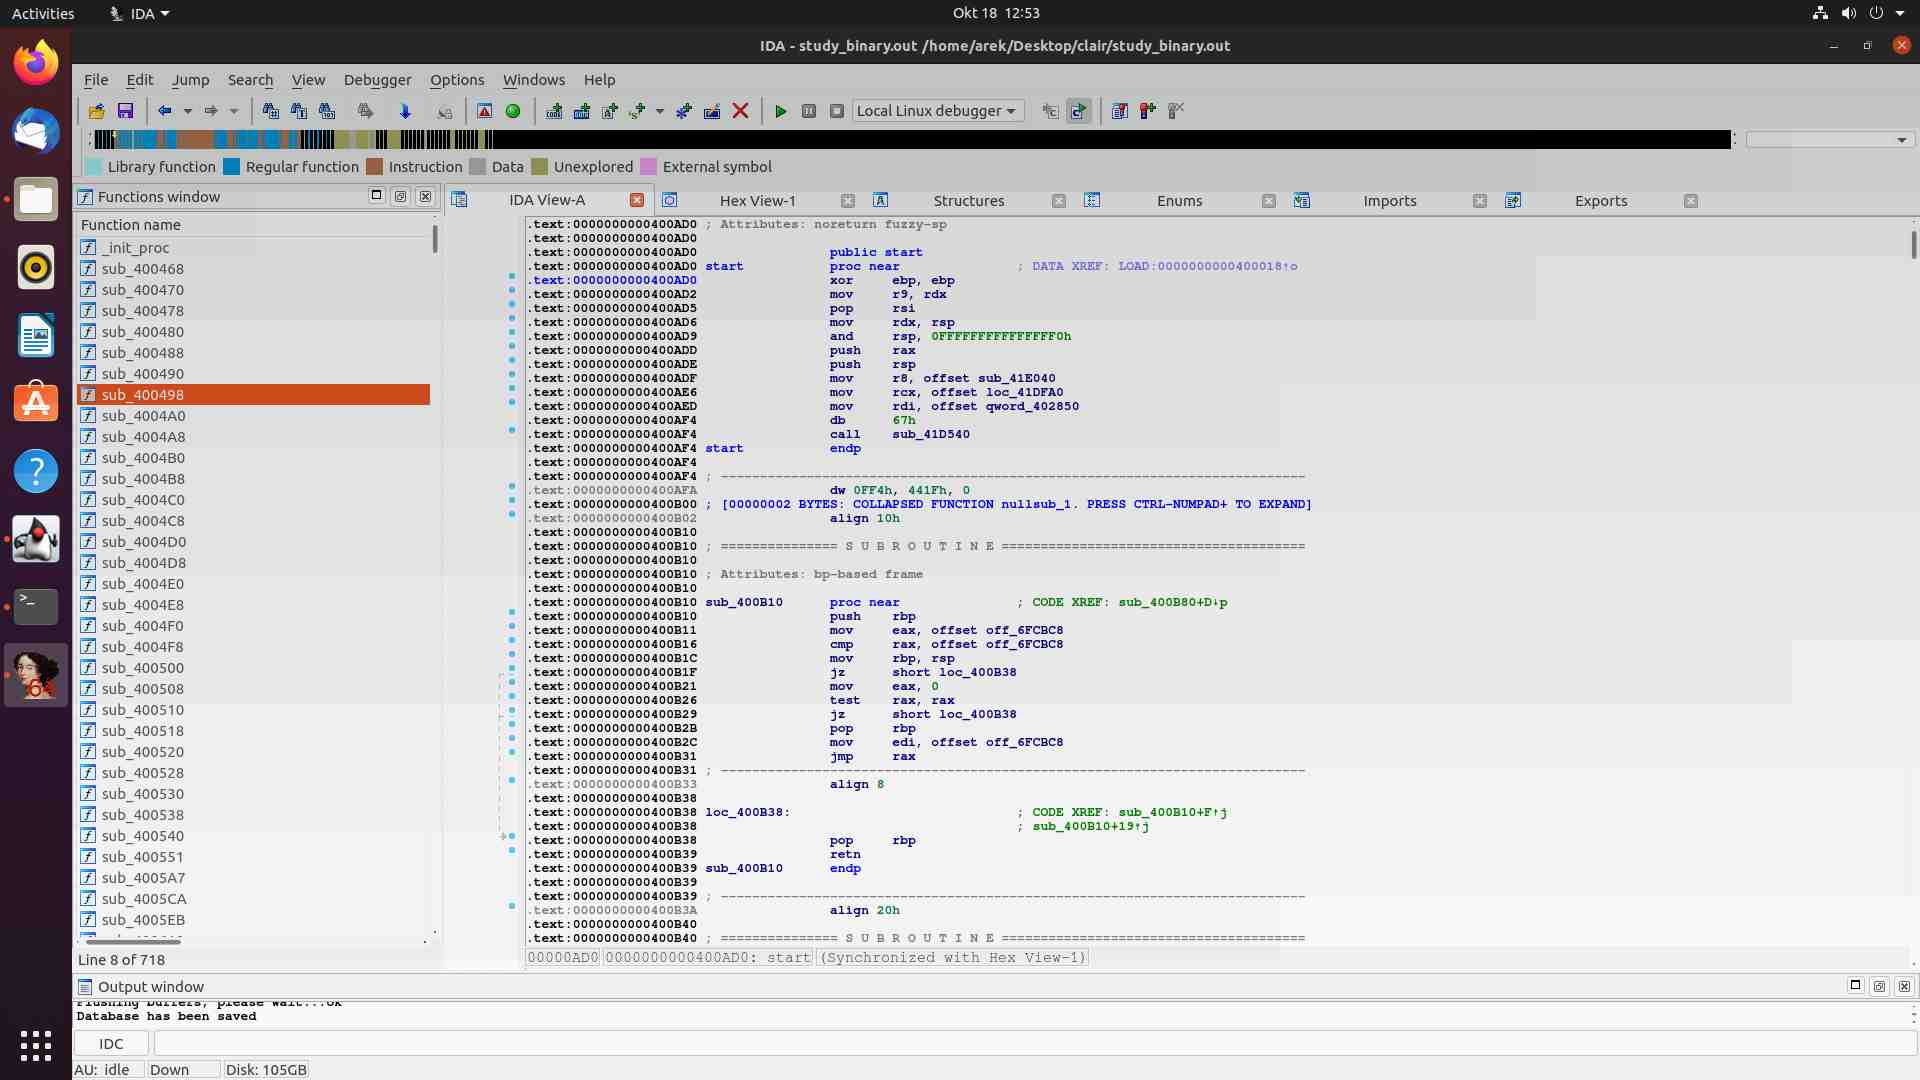 Activities
IDA
Okt 18 12:53
IDA - study_binary.out /home/arek/Desktop/clair/study_binary.out
File Edit Jump Search View Debugger Options Windows Help
Local Linux debugger
Library function Regular function Instruction Data Unexplored External symbol
Functions window
IDA View-A
Hex View-1
Structures
Enums
Imports
Exports
Function name
_init_proc
sub_400468
sub_400470
sub_400478
sub_400480
sub_400488
sub_400490
sub_400498
sub_4004A0
sub_4004A8
sub_4004B0
sub_4004B8
sub_4004C0
sub_4004C8
sub_4004D0
sub_4004D8
sub_4004E0
sub_4004E8
sub_4004F0
sub_4004F8
sub_400500
sub_400508
sub_400510
sub_400518
sub_400520
sub_400528
sub_400530
sub_400538
sub_400540
sub_400551
sub_4005A7
sub_4005CA
sub_4005EB
Line 8 of 718
.text:0000000000400AD0 ; Attributes: noreturn fuzzy-sp
.text:0000000000400AD0
.text:0000000000400AD0 public start
.text:0000000000400AD0 start proc near ; DATA XREF: LOAD:0000000000400018↑o
.text:0000000000400AD0 xor ebp, ebp
.text:0000000000400AD2 mov r9, rdx
.text:0000000000400AD5 pop rsi
.text:0000000000400AD6 mov rdx, rsp
.text:0000000000400AD9 and rsp, 0FFFFFFFFFFFFFFF0h
.text:0000000000400ADD push rax
.text:0000000000400ADE push rsp
.text:0000000000400ADF mov r8, offset sub_41E040
.text:0000000000400AE6 mov rcx, offset loc_41DFA0
.text:0000000000400AED mov rdi, offset qword_402850
.text:0000000000400AF4 db 67h
.text:0000000000400AF4 call sub_41D540
.text:0000000000400AF4 start endp
.text:0000000000400AF4
.text:0000000000400AF4 ; ---------------------------------------------------------------------------
.text:0000000000400AFA dw 0FF4h, 441Fh, 0
.text:0000000000400B00 ; [00000002 BYTES: COLLAPSED FUNCTION nullsub_1. PRESS CTRL-NUMPAD+ TO EXPAND]
.text:0000000000400B02 align 10h
.text:0000000000400B10
.text:0000000000400B10 ; =============== S U B R O U T I N E =======================================
.text:0000000000400B10
.text:0000000000400B10 ; Attributes: bp-based frame
.text:0000000000400B10
.text:0000000000400B10 sub_400B10 proc near ; CODE XREF: sub_400B80+D↓p
.text:0000000000400B10 push rbp
.text:0000000000400B11 mov eax, offset off_6FCBC8
.text:0000000000400B16 cmp rax, offset off_6FCBC8
.text:0000000000400B1C mov rbp, rsp
.text:0000000000400B1F jz short loc_400B38
.text:0000000000400B21 mov eax, 0
.text:0000000000400B26 test rax, rax
.text:0000000000400B29 jz short loc_400B38
.text:0000000000400B2B pop rbp
.text:0000000000400B2C mov edi, offset off_6FCBC8
.text:0000000000400B31 jmp rax
.text:0000000000400B31 ; ---------------------------------------------------------------------------
.text:0000000000400B33 align 8
.text:0000000000400B38
.text:0000000000400B38 loc_400B38: ; CODE XREF: sub_400B10+F↑j
.text:0000000000400B38 ; sub_400B10+19↑j
.text:0000000000400B38 pop rbp
.text:0000000000400B39 retn
.text:0000000000400B39 sub_400B10 endp
.text:0000000000400B39
.text:0000000000400B39 ; ---------------------------------------------------------------------------
.text:0000000000400B3A align 20h
.text:0000000000400B40
.text:0000000000400B40 ; =============== S U B R O U T I N E =======================================
00000AD0 0000000000400AD0: start (Synchronized with Hex View-1)
Output window
Flushing buffers, please wait...ok
Database has been saved
IDC
AU: idle Down Disk: 105GB
64